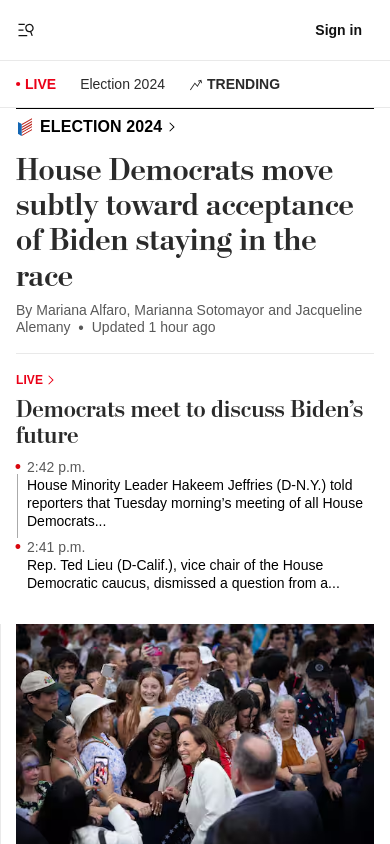 Sign in
LIVE
Election 2024
TRENDING
ELECTION 2024
House Democrats move
subtly toward acceptance
of Biden staying in the
race
By Mariana Alfaro, Marianna Sotomayor and Jacqueline
Alemany • Updated 1 hour ago
LIVE
Democrats meet to discuss Biden’s
future
2:42 p.m.
House Minority Leader Hakeem Jeffries (D-N.Y.) told
reporters that Tuesday morning’s meeting of all House
Democrats...
2:41 p.m.
Rep. Ted Lieu (D-Calif.), vice chair of the House
Democratic caucus, dismissed a question from a...